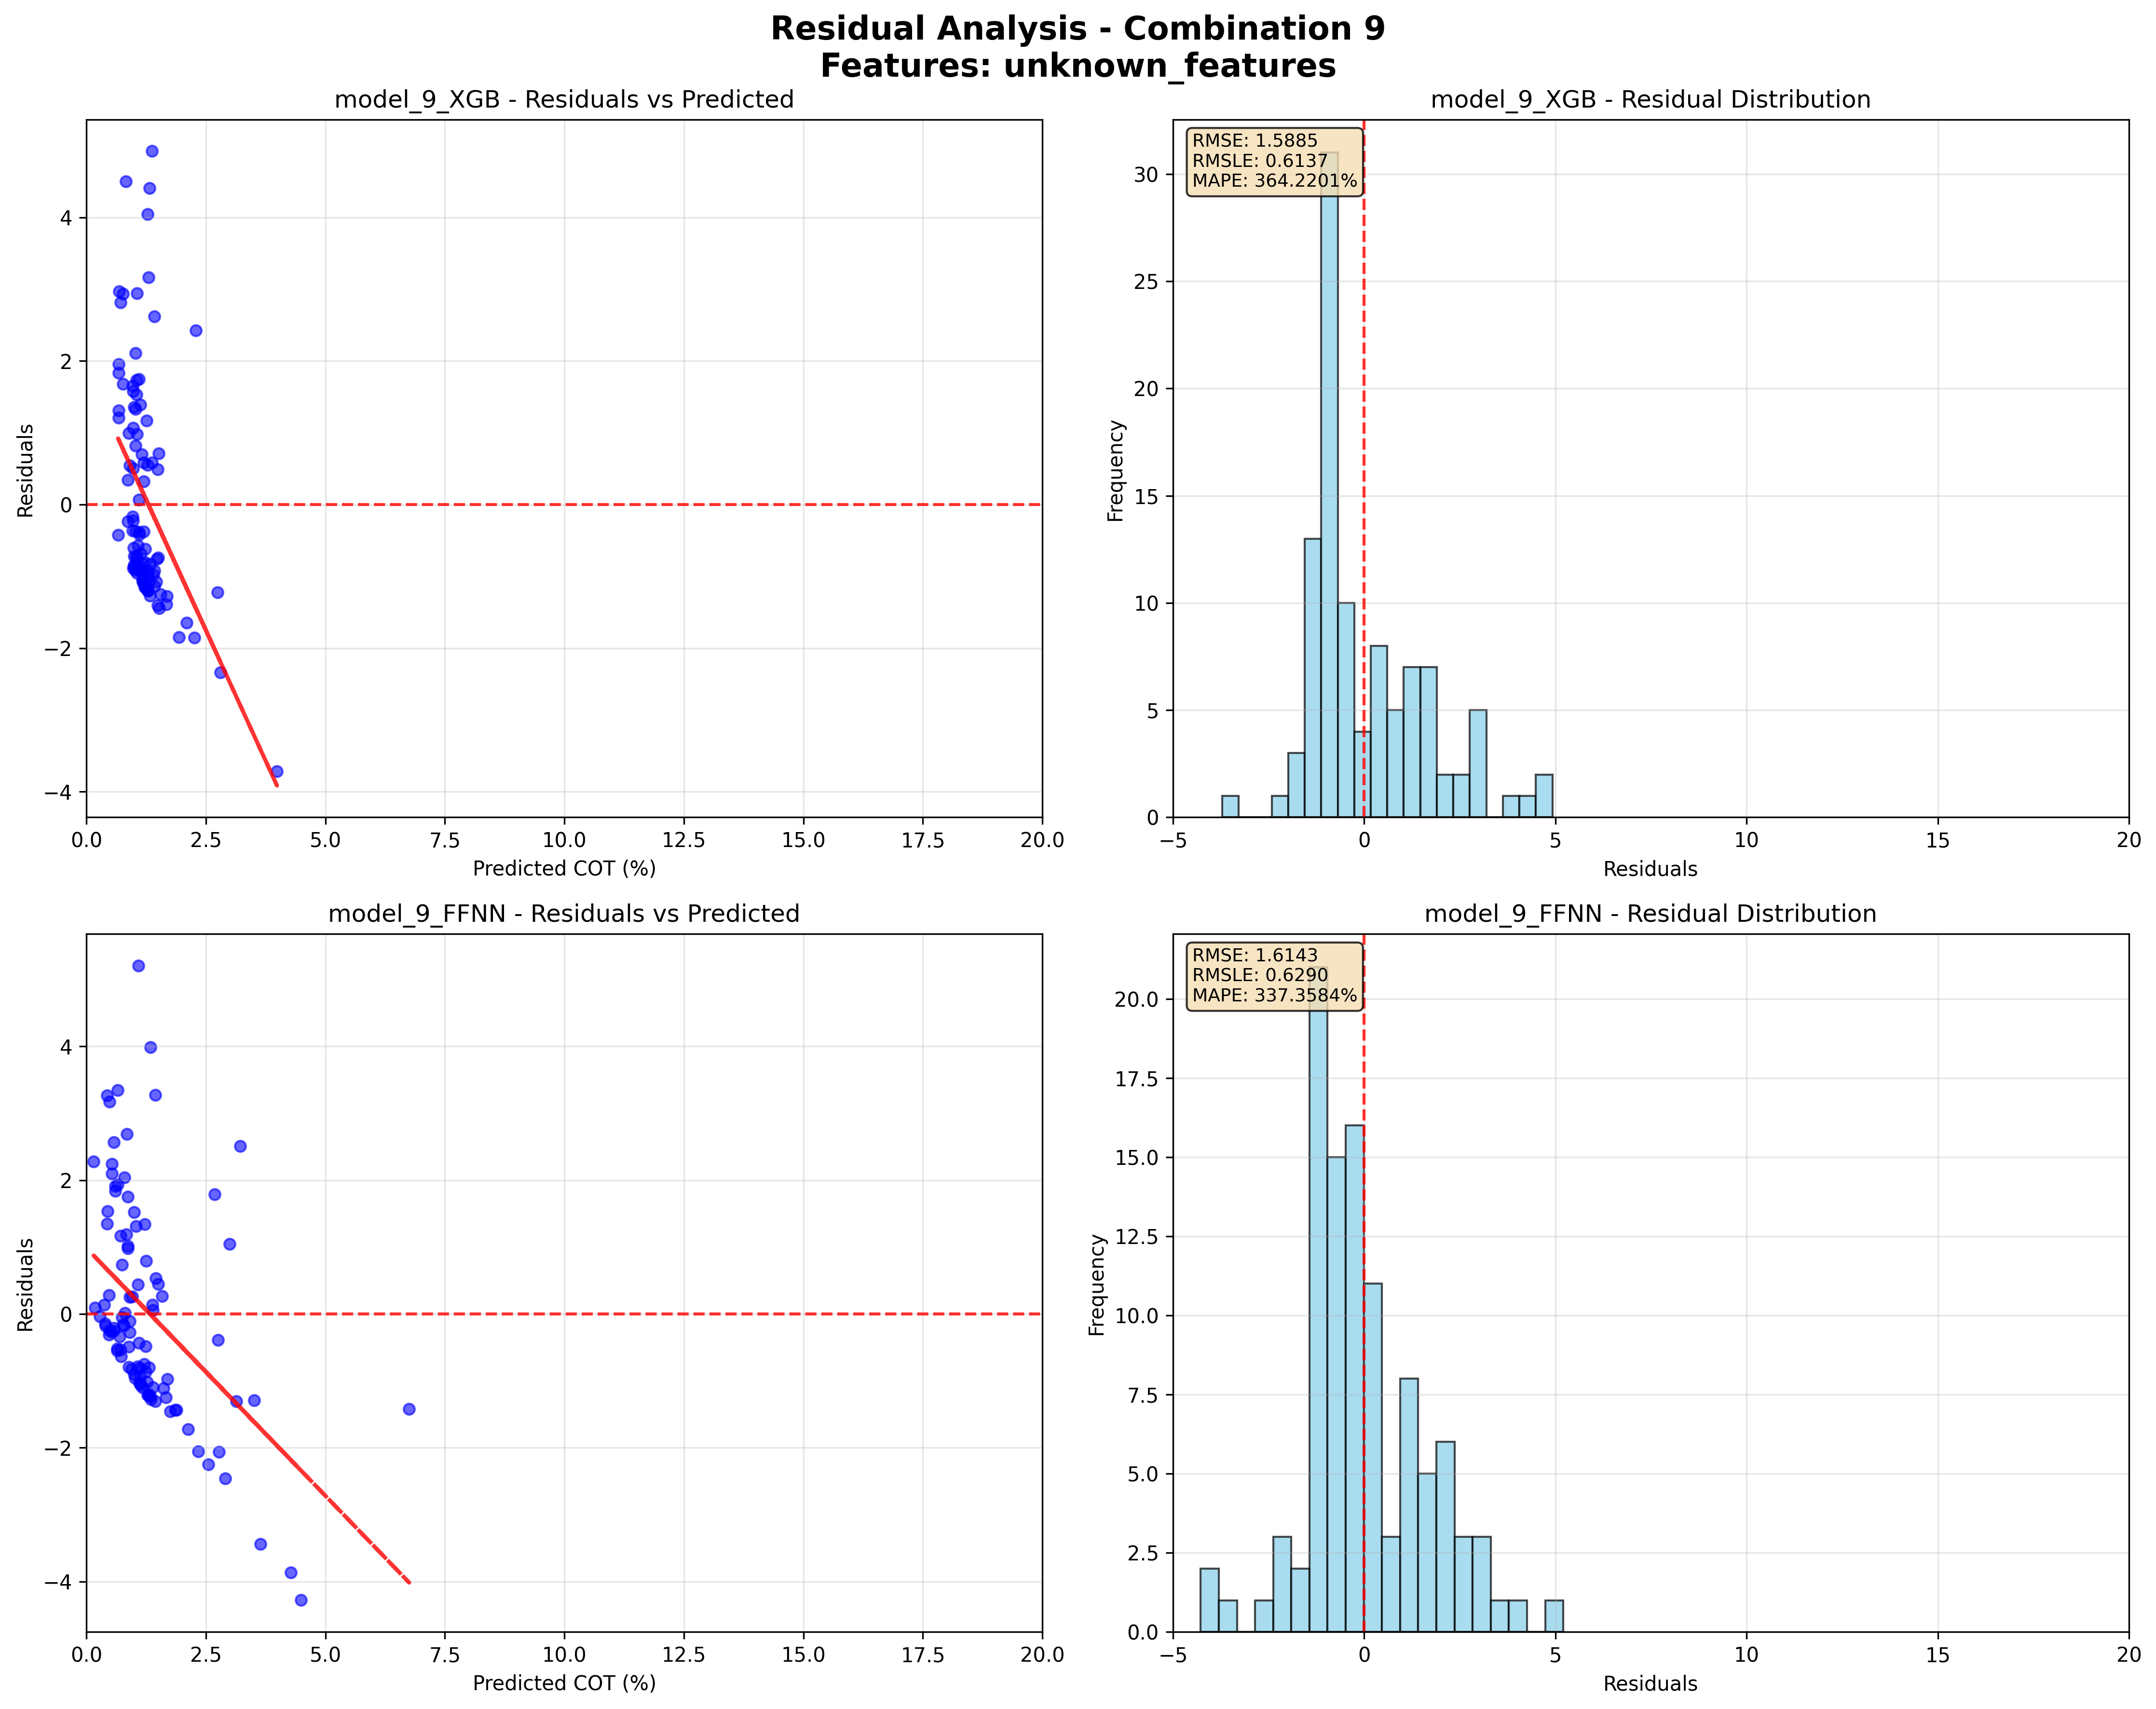 Residual Analysis - Combination 9
Features: unknown_features
model_9_XGB - Residuals vs Predicted
4
2
0
−2
−4
Residuals
0.0 2.5 5.0 7.5 10.0 12.5 15.0 17.5 20.0
Predicted COT (%)
model_9_XGB - Residual Distribution
RMSE: 1.5885
RMSLE: 0.6137
MAPE: 364.2201%
30
25
20
15
10
5
0
Frequency
−5 0 5 10 15 20
Residuals
model_9_FFNN - Residuals vs Predicted
4
2
0
−2
−4
Residuals
0.0 2.5 5.0 7.5 10.0 12.5 15.0 17.5 20.0
Predicted COT (%)
model_9_FFNN - Residual Distribution
RMSE: 1.6143
RMSLE: 0.6290
MAPE: 337.3584%
20.0
17.5
15.0
12.5
10.0
7.5
5.0
2.5
0.0
Frequency
−5 0 5 10 15 20
Residuals